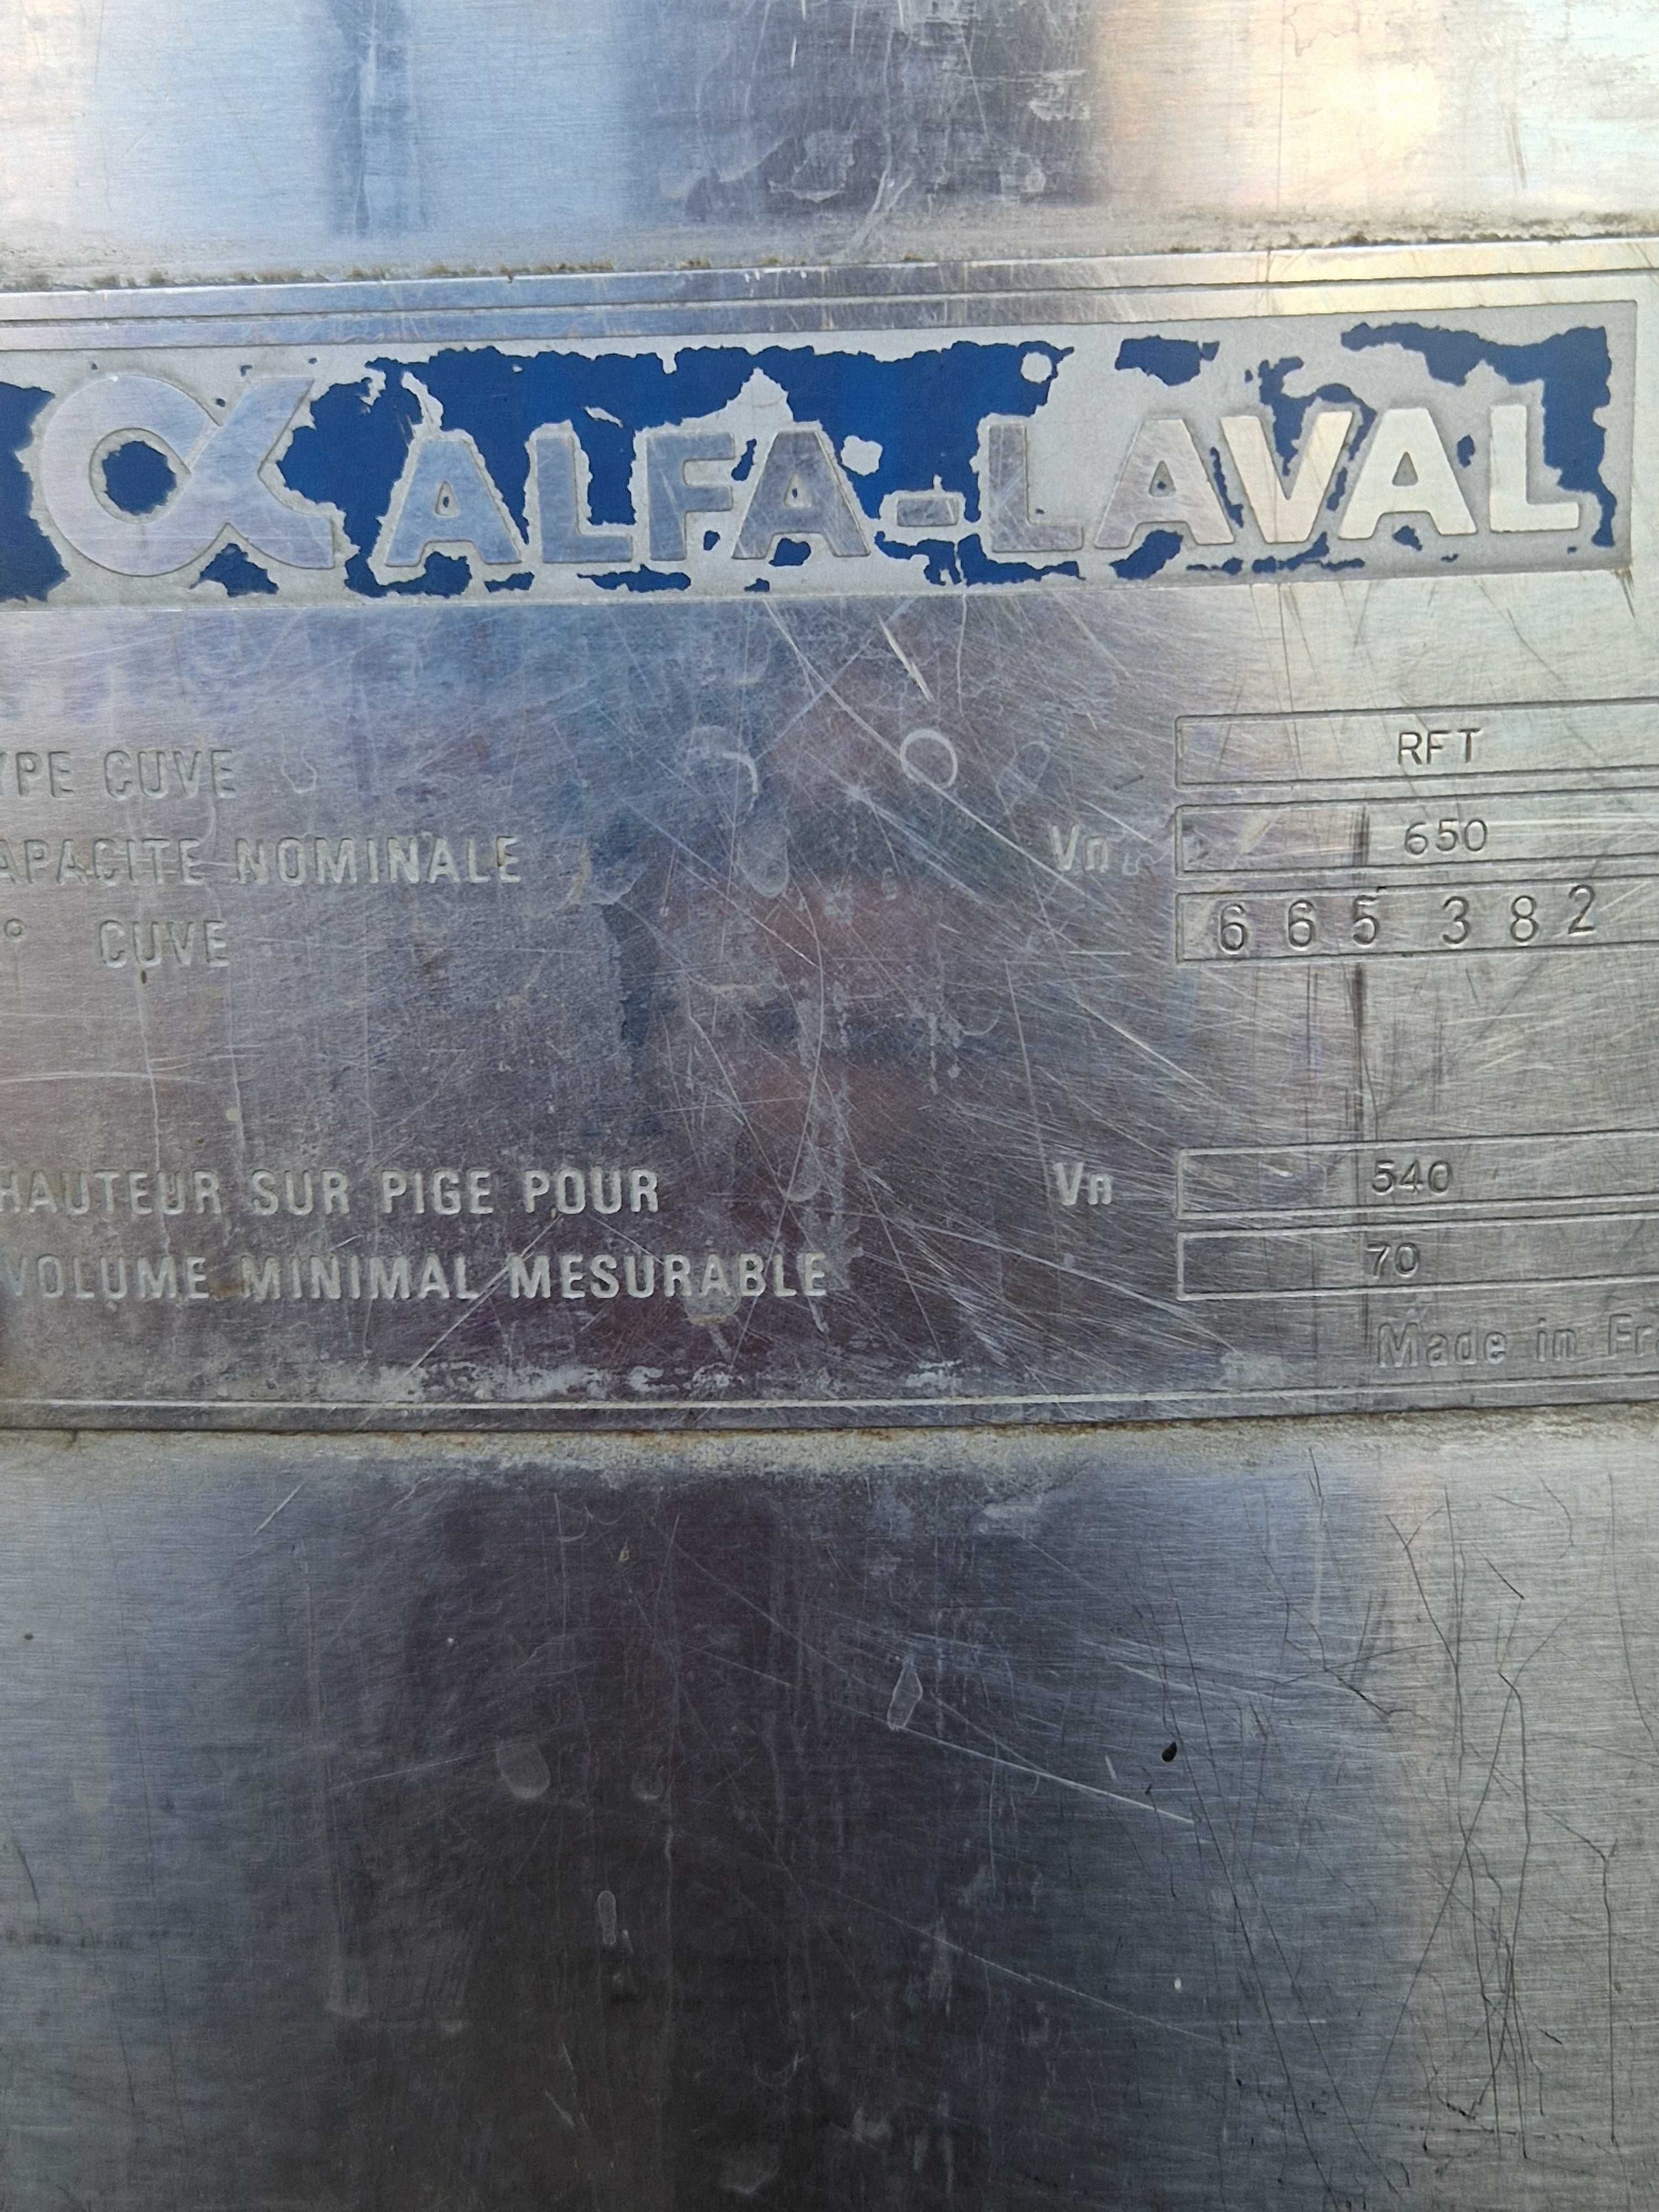 α ALFA-LAVAL
YPE CUVE RFT
APACITE NOMINALE Vn 650
° CUVE 665 382
HAUTEUR SUR PIGE POUR Vn 540
VOLUME MINIMAL MESURABLE 70
Made in Fr